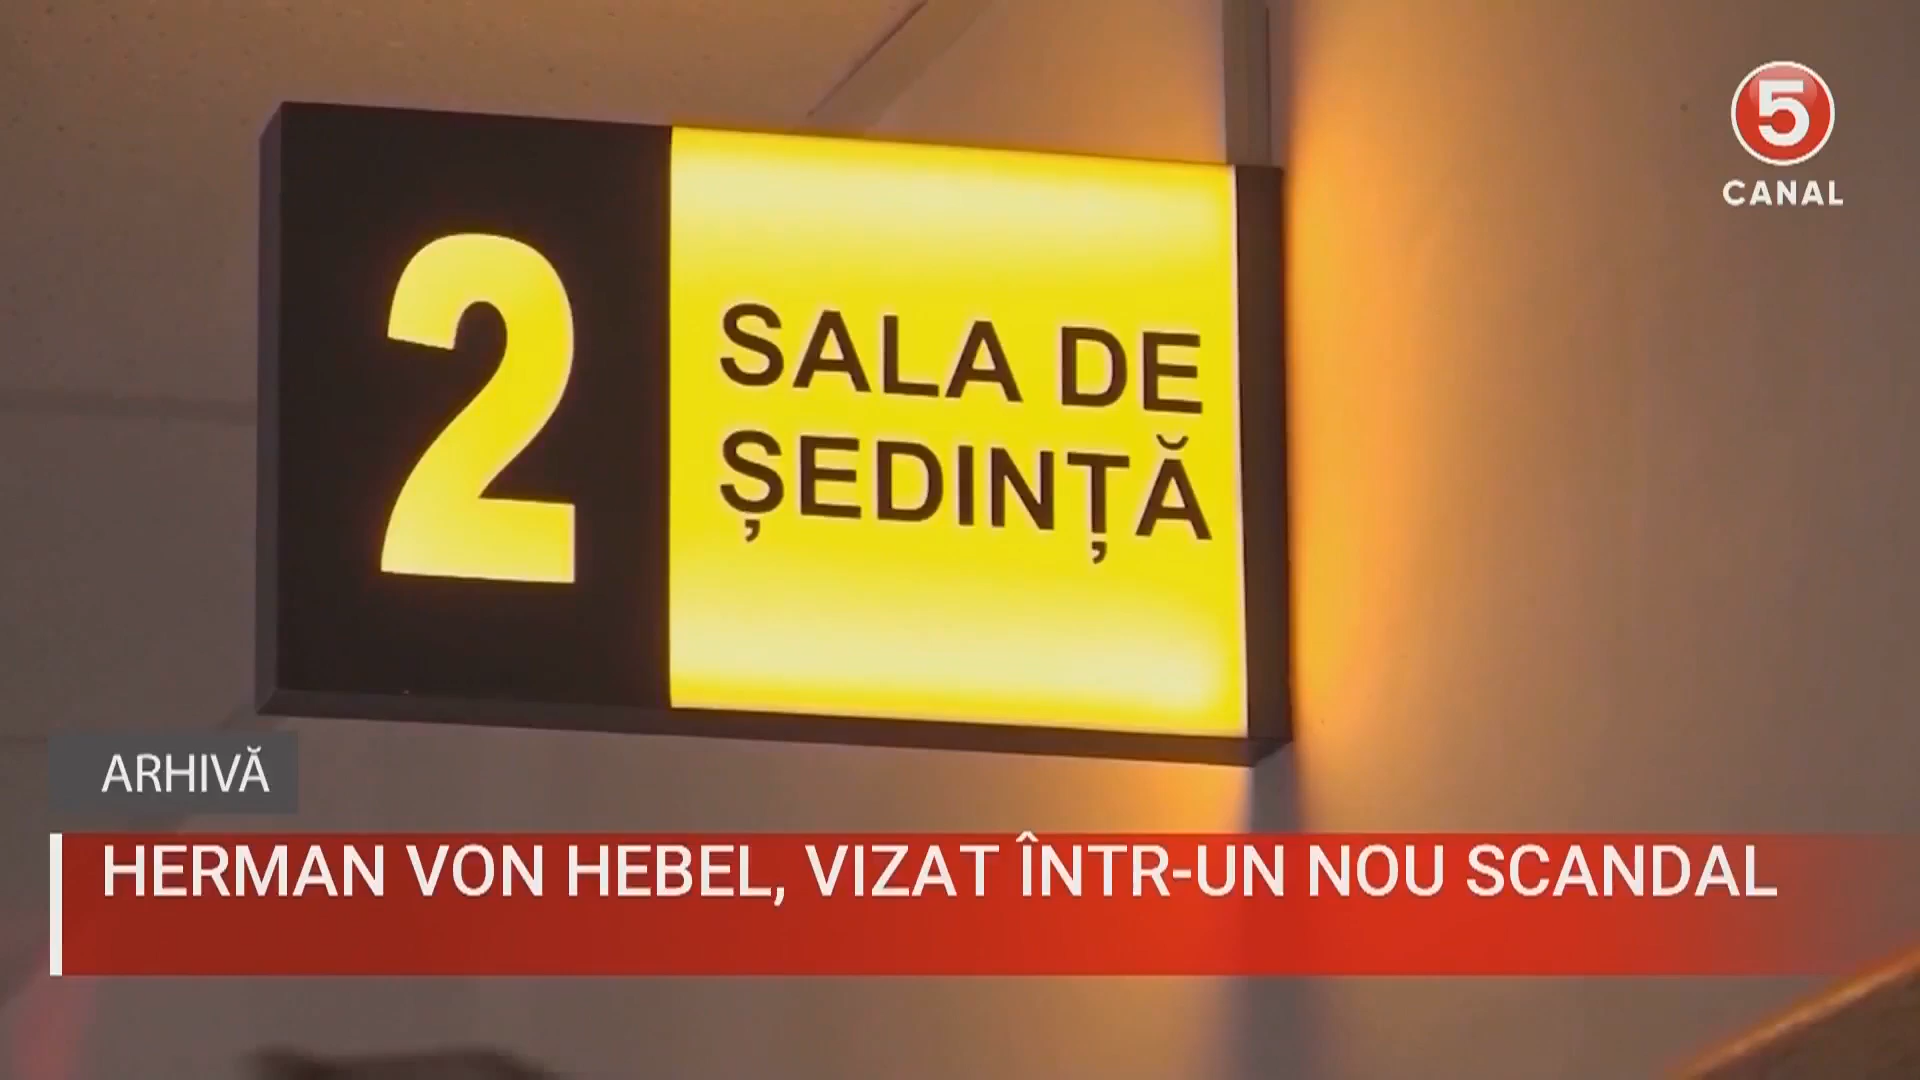 5
CANAL
2
SALA DE
ȘEDINȚĂ
ARHIVĂ
HERMAN VON HEBEL, VIZAT ÎNTR-UN NOU SCANDAL